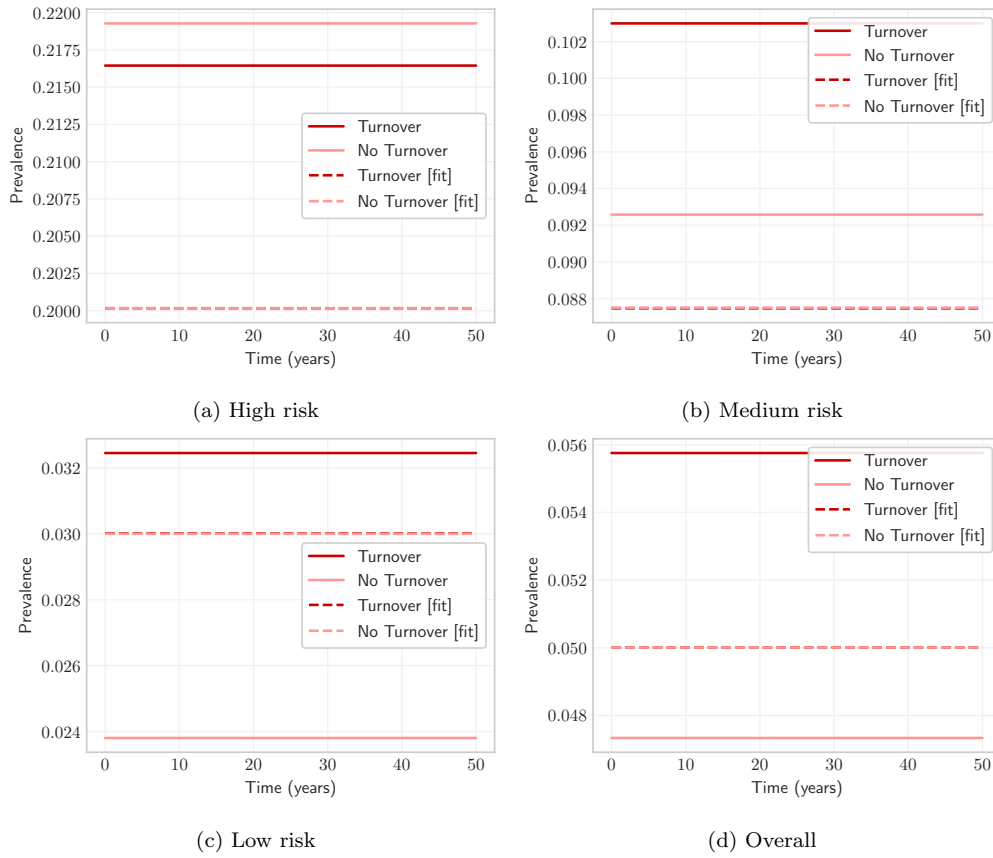 0.2200
0.2175
0.2150
0.2125
0.2100
0.2075
0.2050
0.2025
0.2000
Prevalence
Turnover
No Turnover
Turnover [fit]
No Turnover [fit]
0 10 20 30 40 50
Time (years)
(a) High risk
0.102
0.100
0.098
0.096
0.094
0.092
0.090
0.088
Prevalence
Turnover
No Turnover
Turnover [fit]
No Turnover [fit]
0 10 20 30 40 50
Time (years)
(b) Medium risk
0.032
0.030
0.028
0.026
0.024
Prevalence
Turnover
No Turnover
Turnover [fit]
No Turnover [fit]
0 10 20 30 40 50
Time (years)
(c) Low risk
0.056
0.054
0.052
0.050
0.048
Prevalence
Turnover
No Turnover
Turnover [fit]
No Turnover [fit]
0 10 20 30 40 50
Time (years)
(d) Overall